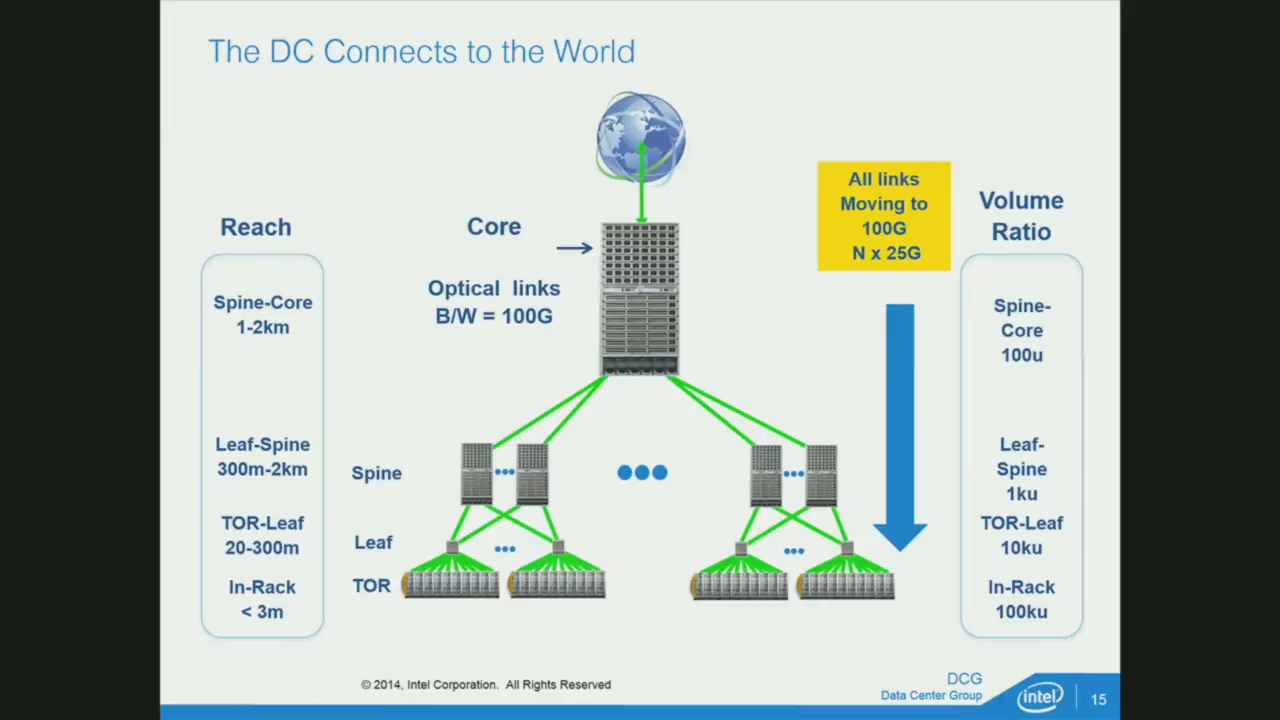 The DC Connects to the World
Reach
Spine-Core
1-2km
Leaf-Spine
300m-2km
TOR-Leaf
20-300m
In-Rack
< 3m
Core
Optical links
B/W = 100G
Spine
Leaf
TOR
All links
Moving to
100G
N x 25G
Volume
Ratio
Spine-
Core
100u
Leaf-
Spine
1ku
TOR-Leaf
10ku
In-Rack
100ku
© 2014, Intel Corporation. All Rights Reserved
DCG
Data Center Group
intel
15